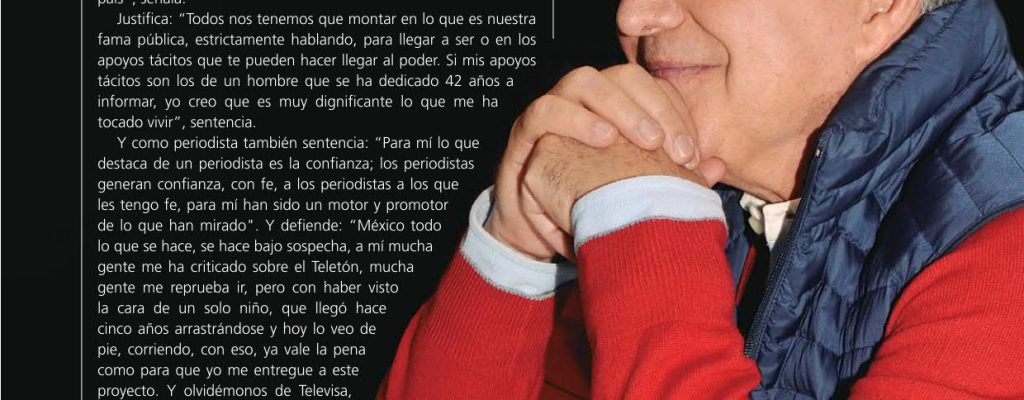 país", señala.
Justifica: “Todos nos tenemos que montar en lo que es nuestra
fama pública, estrictamente hablando, para llegar a ser o en los
apoyos tácitos que te pueden hacer llegar al poder. Si mis apoyos
tácitos son los de un hombre que se ha dedicado 42 años a
informar, yo creo que es muy dignificante lo que me ha
tocado vivir”, sentencia.
Y como periodista también sentencia: “Para mí lo que
destaca de un periodista es la confianza; los periodistas
generan confianza, con fe, a los periodistas a los que
les tengo fe, para mí han sido un motor y promotor
de lo que han mirado". Y defiende: “México todo
lo que se hace, se hace bajo sospecha, a mí mucha
gente me ha criticado sobre el Teletón, mucha
gente me reprueba ir, pero con haber visto
la cara de un solo niño, que llegó hace
cinco años arrastrándose y hoy lo veo de
pie, corriendo, con eso, ya vale la pena
como para que yo me entregue a este
proyecto. Y olvidémonos de Televisa,